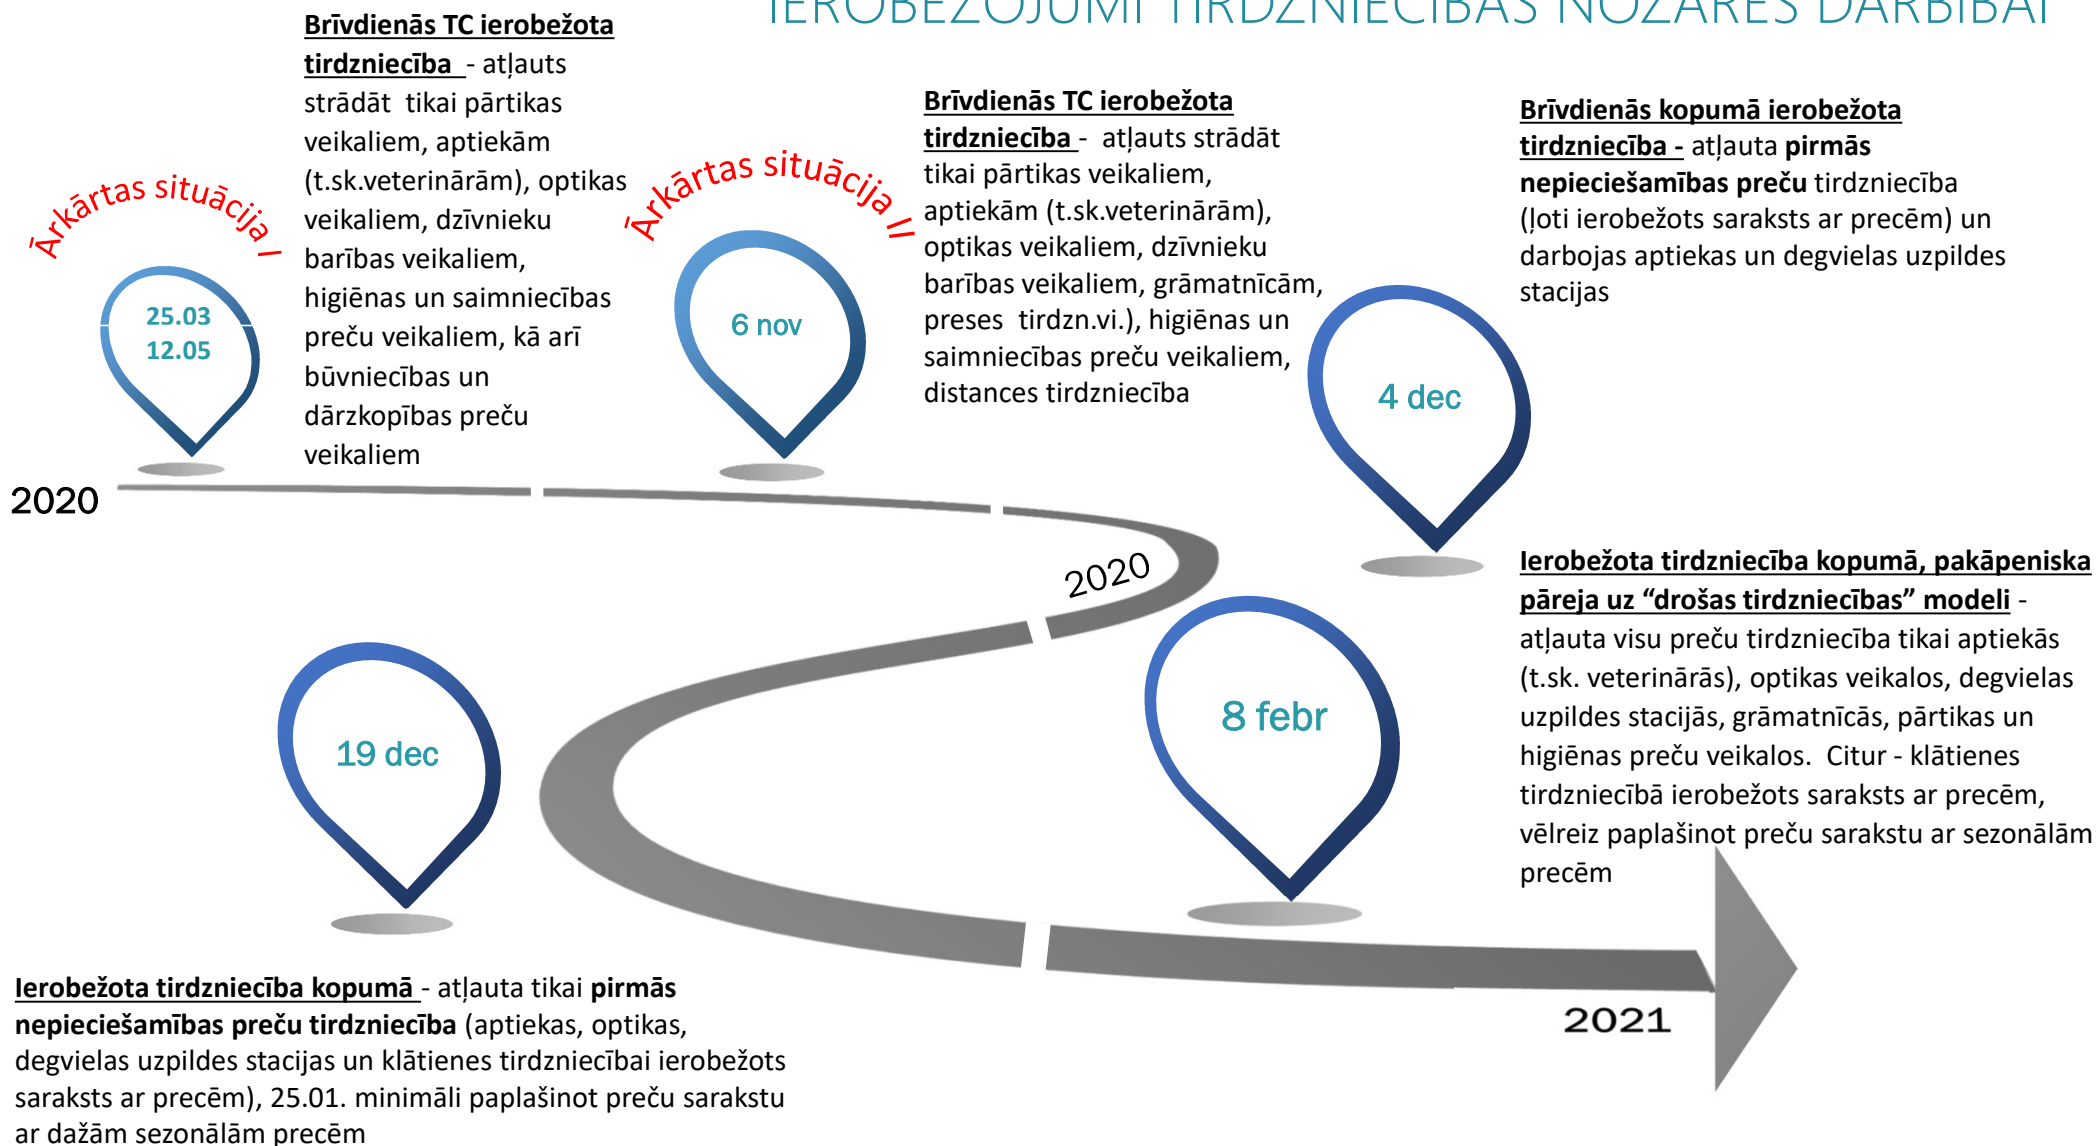 IEROBEŽOJUMI TIRDZNIECĪBAS NOZARES DARBĪBAI
Brīvdienās TC ierobežota
tirdzniecība - atļauts
strādāt tikai pārtikas
veikaliem, aptiekām
(t.sk.veterinārām), optikas
veikaliem, dzīvnieku
barības veikaliem,
higiēnas un saimniecības
preču veikaliem, kā arī
būvniecības un
dārzkopības preču
veikaliem
Ārkārtas situācija I
25.03
12.05
2020
Ārkārtas situācija II
6 nov
Brīvdienās TC ierobežota
tirdzniecība - atļauts strādāt
tikai pārtikas veikaliem,
aptiekām (t.sk.veterinārām),
optikas veikaliem, dzīvnieku
barības veikaliem, grāmatnīcām,
preses tirdzn.vi.), higiēnas un
saimniecības preču veikaliem,
distances tirdzniecība
Brīvdienās kopumā ierobežota
tirdzniecība - atļauta pirmās
nepieciešamības preču tirdzniecība
(ļoti ierobežots saraksts ar precēm) un
darbojas aptiekas un degvielas uzpildes
stacijas
4 dec
2020
19 dec
Ierobežota tirdzniecība kopumā - atļauta tikai pirmās
nepieciešamības preču tirdzniecība (aptiekas, optikas,
degvielas uzpildes stacijas un klātienes tirdzniecībai ierobežots
saraksts ar precēm), 25.01. minimāli paplašinot preču sarakstu
ar dažām sezonālām precēm
8 febr
Ierobežota tirdzniecība kopumā, pakāpeniska
pāreja uz “drošas tirdzniecības” modeli -
atļauta visu preču tirdzniecība tikai aptiekās
(t.sk. veterinārās), optikas veikalos, degvielas
uzpildes stacijās, grāmatnīcās, pārtikas un
higiēnas preču veikalos. Citur - klātienes
tirdzniecībā ierobežots saraksts ar precēm,
vēlreiz paplašinot preču sarakstu ar sezonālām
precēm
2021